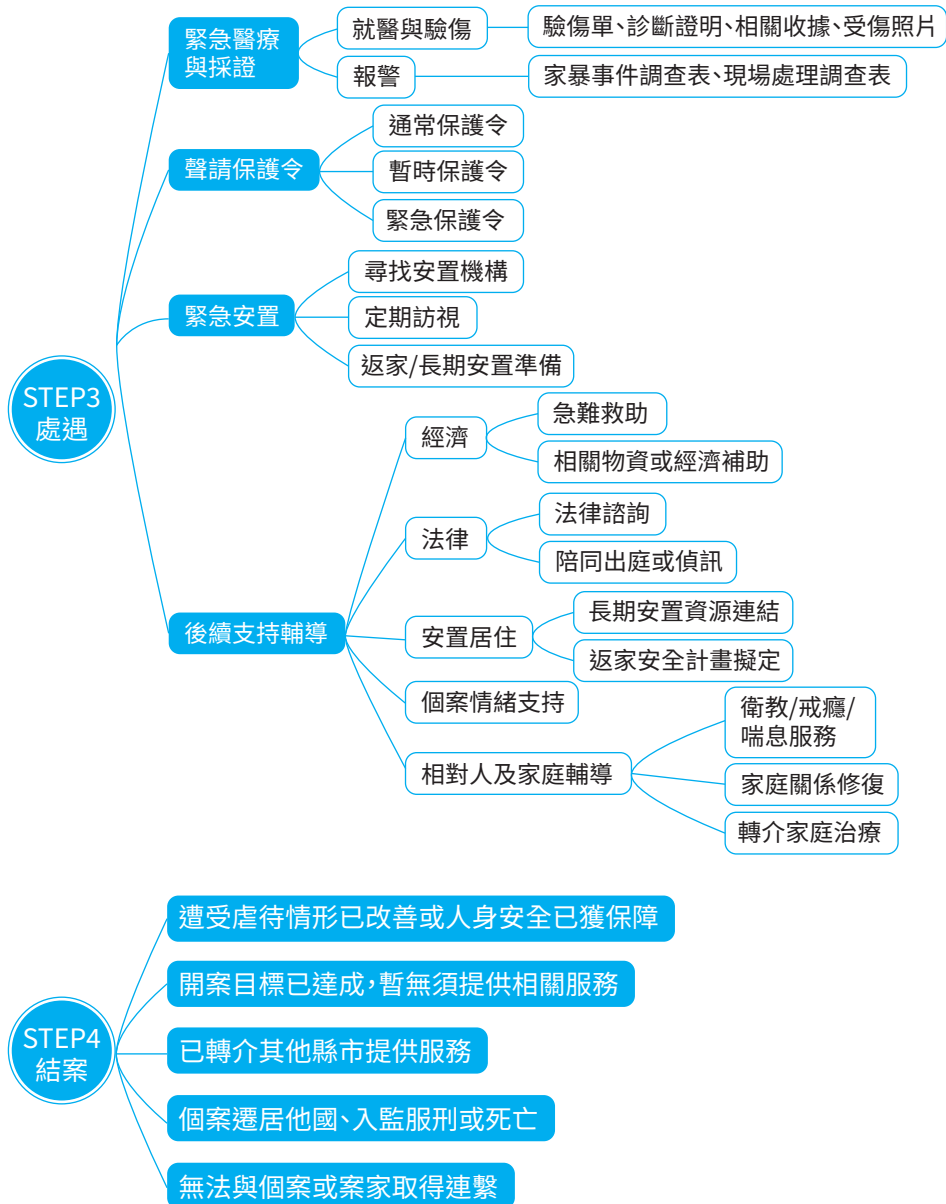 緊急醫療
與採證
就醫與驗傷
驗傷單、診斷證明、相關收據、受傷照片
報警
家暴事件調查表、現場處理調查表
聲請保護令
通常保護令
暫時保護令
緊急保護令
緊急安置
尋找安置機構
定期訪視
返家/長期安置準備
STEP3
處遇
後續支持輔導
經濟
急難救助
相關物資或經濟補助
法律
法律諮詢
陪同出庭或偵訊
安置居住
長期安置資源連結
返家安全計畫擬定
個案情緒支持
相對人及家庭輔導
衛教/戒癮/
喘息服務
家庭關係修復
轉介家庭治療
STEP4
結案
遭受虐待情形已改善或人身安全已獲保障
開案目標已達成,暫無須提供相關服務
已轉介其他縣市提供服務
個案遷居他國、入監服刑或死亡
無法與個案或案家取得連繫